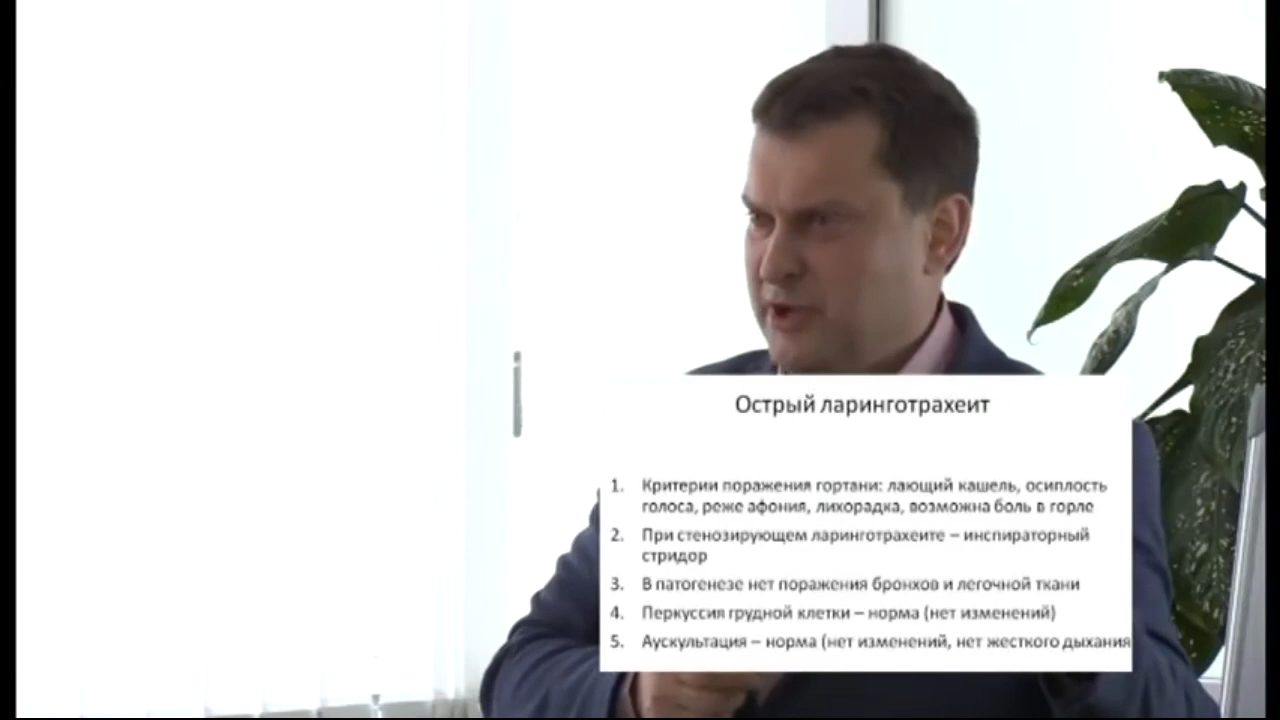 Острый ларинготрахеит
1. Критерии поражения гортани: лающий кашель, осиплость
голоса, реже афония, лихорадка, возможна боль в горле
2. При стенозирующем ларинготрахеите – инспираторный
стридор
3. В патогенезе нет поражения бронхов и легочной ткани
4. Перкуссия грудной клетки – норма (нет изменений)
5. Аускультация – норма (нет изменений, нет жесткого дыхания